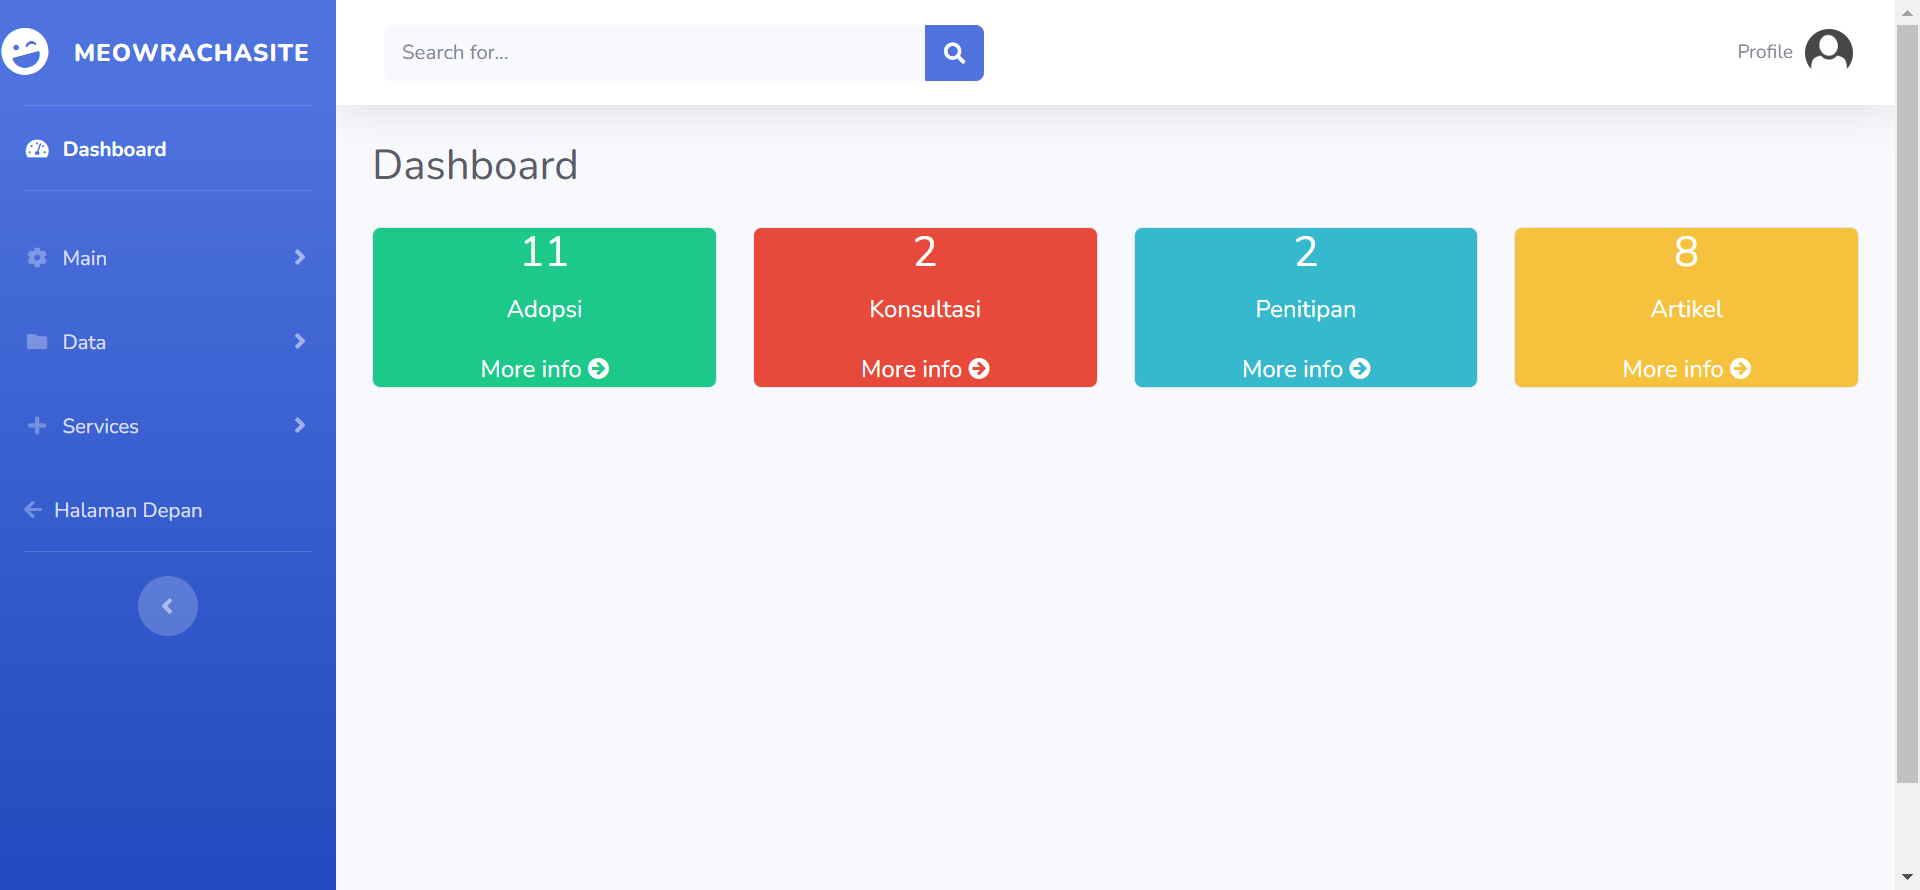 MEOWRACHASITE
Dashboard
Main
Data
Services
Halaman Depan
Search for...
Profile
Dashboard
11
Adopsi
More info
2
Konsultasi
More info
2
Penitipan
More info
8
Artikel
More info